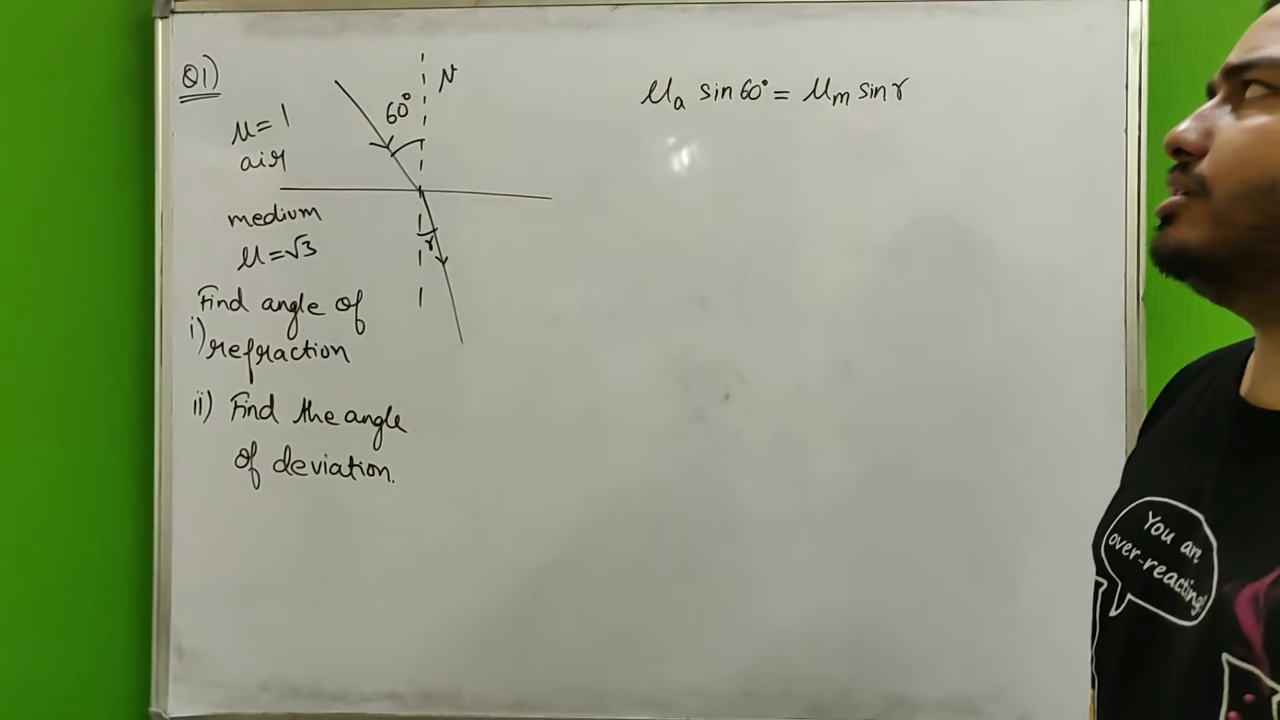 Q1)
N
60°
μ=1
air
medium
μ=√3
r
Find angle of
i) refraction
ii) Find the angle
of deviation.
μa sin 60° = μm sin r
You are
over-reacting!